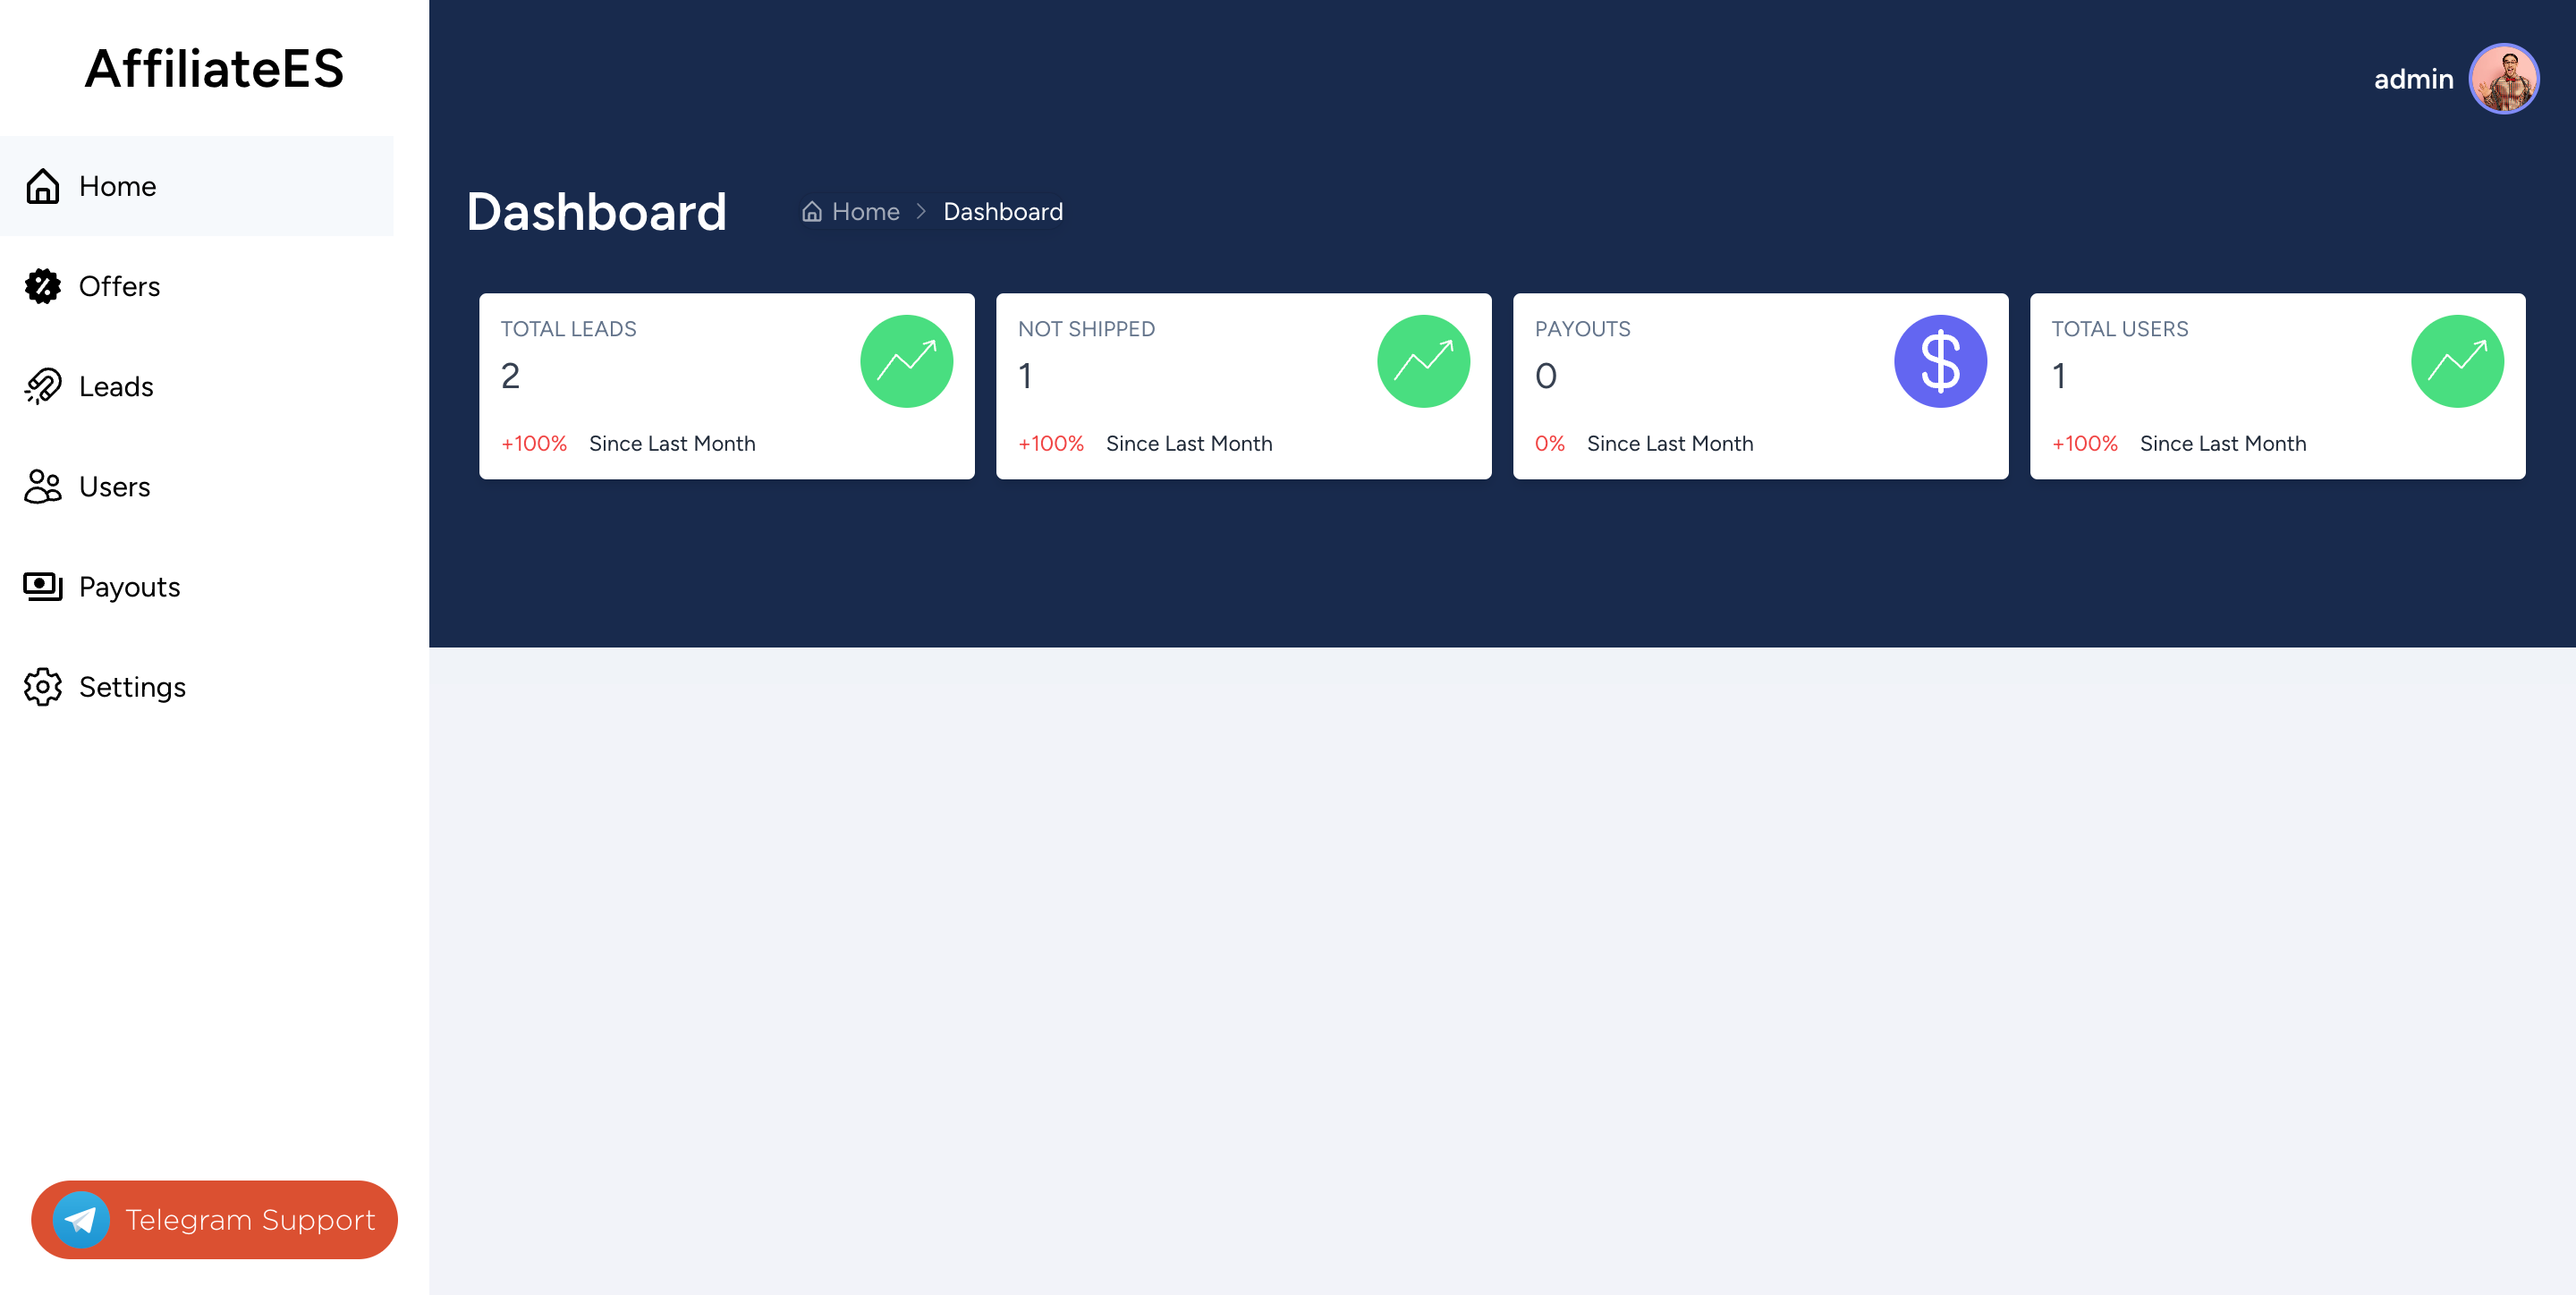 AffiliateES
Home
Offers
Leads
Users
Payouts
Settings
Telegram Support
admin
Dashboard
Home > Dashboard
TOTAL LEADS
2
+100% Since Last Month
NOT SHIPPED
1
+100% Since Last Month
PAYOUTS
0
$
0% Since Last Month
TOTAL USERS
1
+100% Since Last Month